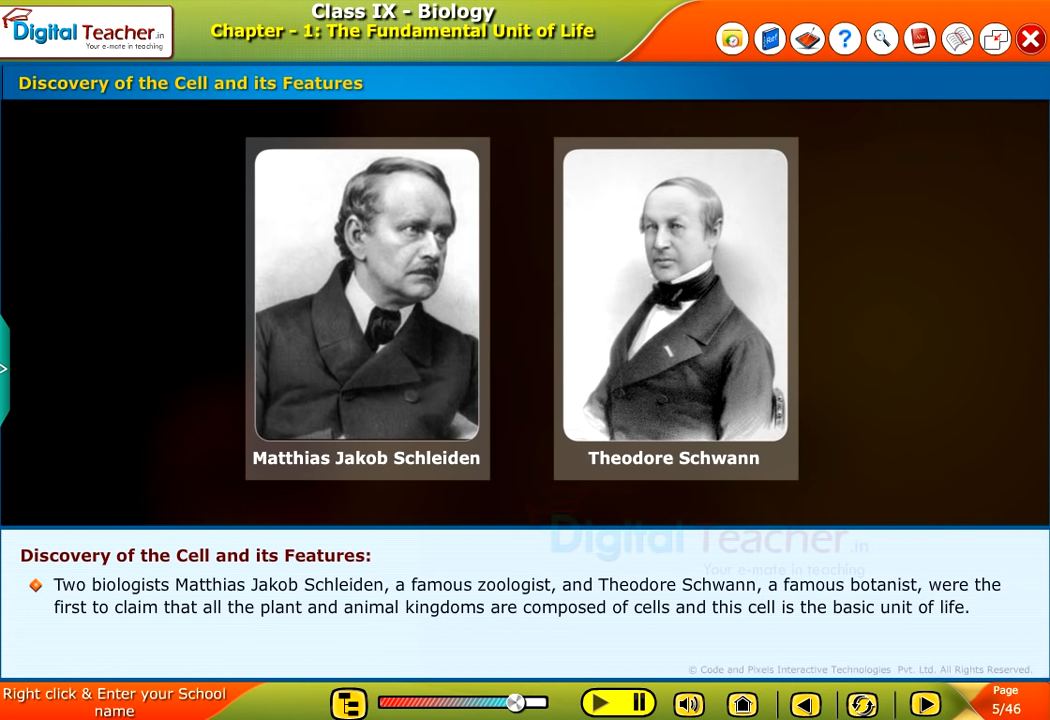 Class IX - Biology
Chapter - 1: The Fundamental Unit of Life
Digital Teacher.in
Your e-mate in teaching
Ref
?
Discovery of the Cell and its Features
Matthias Jakob Schleiden
Theodore Schwann
Digital Teacher.in
Your e-mate in teaching
Discovery of the Cell and its Features:
Two biologists Matthias Jakob Schleiden, a famous zoologist, and Theodore Schwann, a famous botanist, were the
first to claim that all the plant and animal kingdoms are composed of cells and this cell is the basic unit of life.
© Code and Pixels Interactive Technologies Pvt. Ltd. All Rights Reserved.
Right click & Enter your School
name
Page
5/46